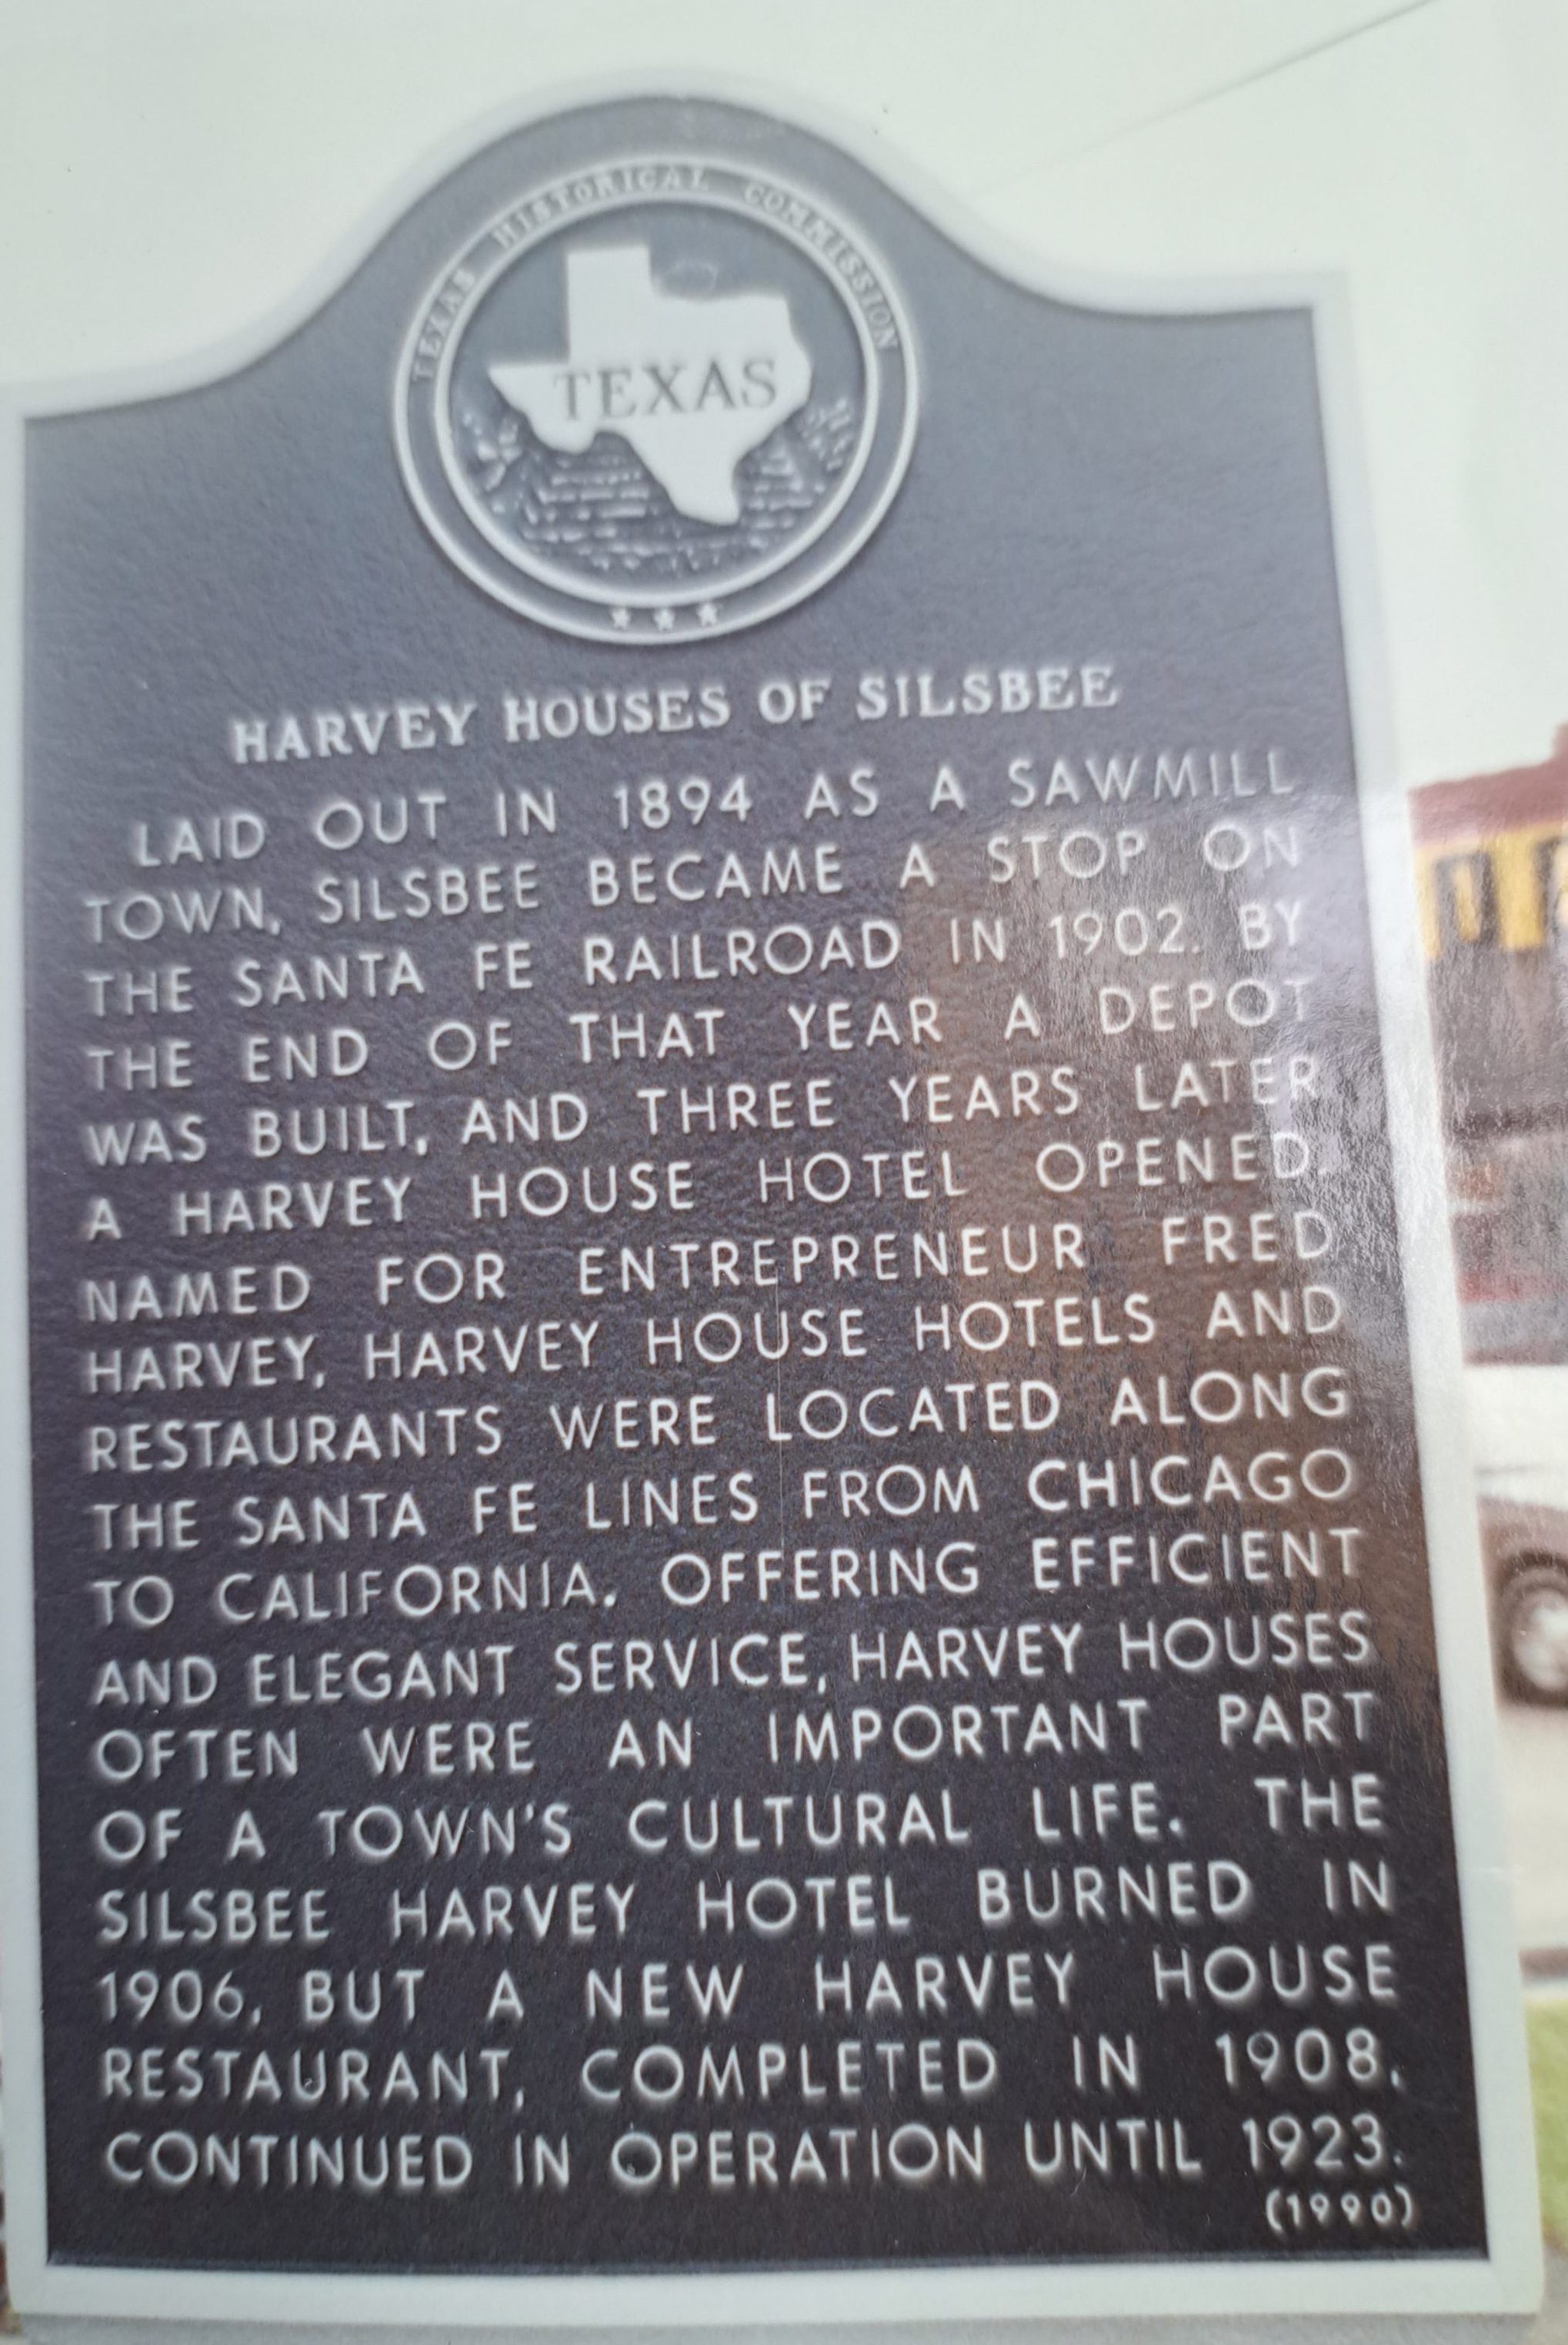 TEXAS HISTORICAL COMMISSION
TEXAS
HARVEY HOUSES OF SILSBEE
LAID OUT IN 1894 AS A SAWMILL
TOWN, SILSBEE BECAME A STOP ON
THE SANTA FE RAILROAD IN 1902. BY
THE END OF THAT YEAR A DEPOT
WAS BUILT, AND THREE YEARS LATER
A HARVEY HOUSE HOTEL OPENED.
NAMED FOR ENTREPRENEUR FRED
HARVEY, HARVEY HOUSE HOTELS AND
RESTAURANTS WERE LOCATED ALONG
THE SANTA FE LINES FROM CHICAGO
TO CALIFORNIA. OFFERING EFFICIENT
AND ELEGANT SERVICE, HARVEY HOUSES
OFTEN WERE AN IMPORTANT PART
OF A TOWN'S CULTURAL LIFE. THE
SILSBEE HARVEY HOTEL BURNED IN
1906, BUT A NEW HARVEY HOUSE
RESTAURANT, COMPLETED IN 1908,
CONTINUED IN OPERATION UNTIL 1923.
(1990)